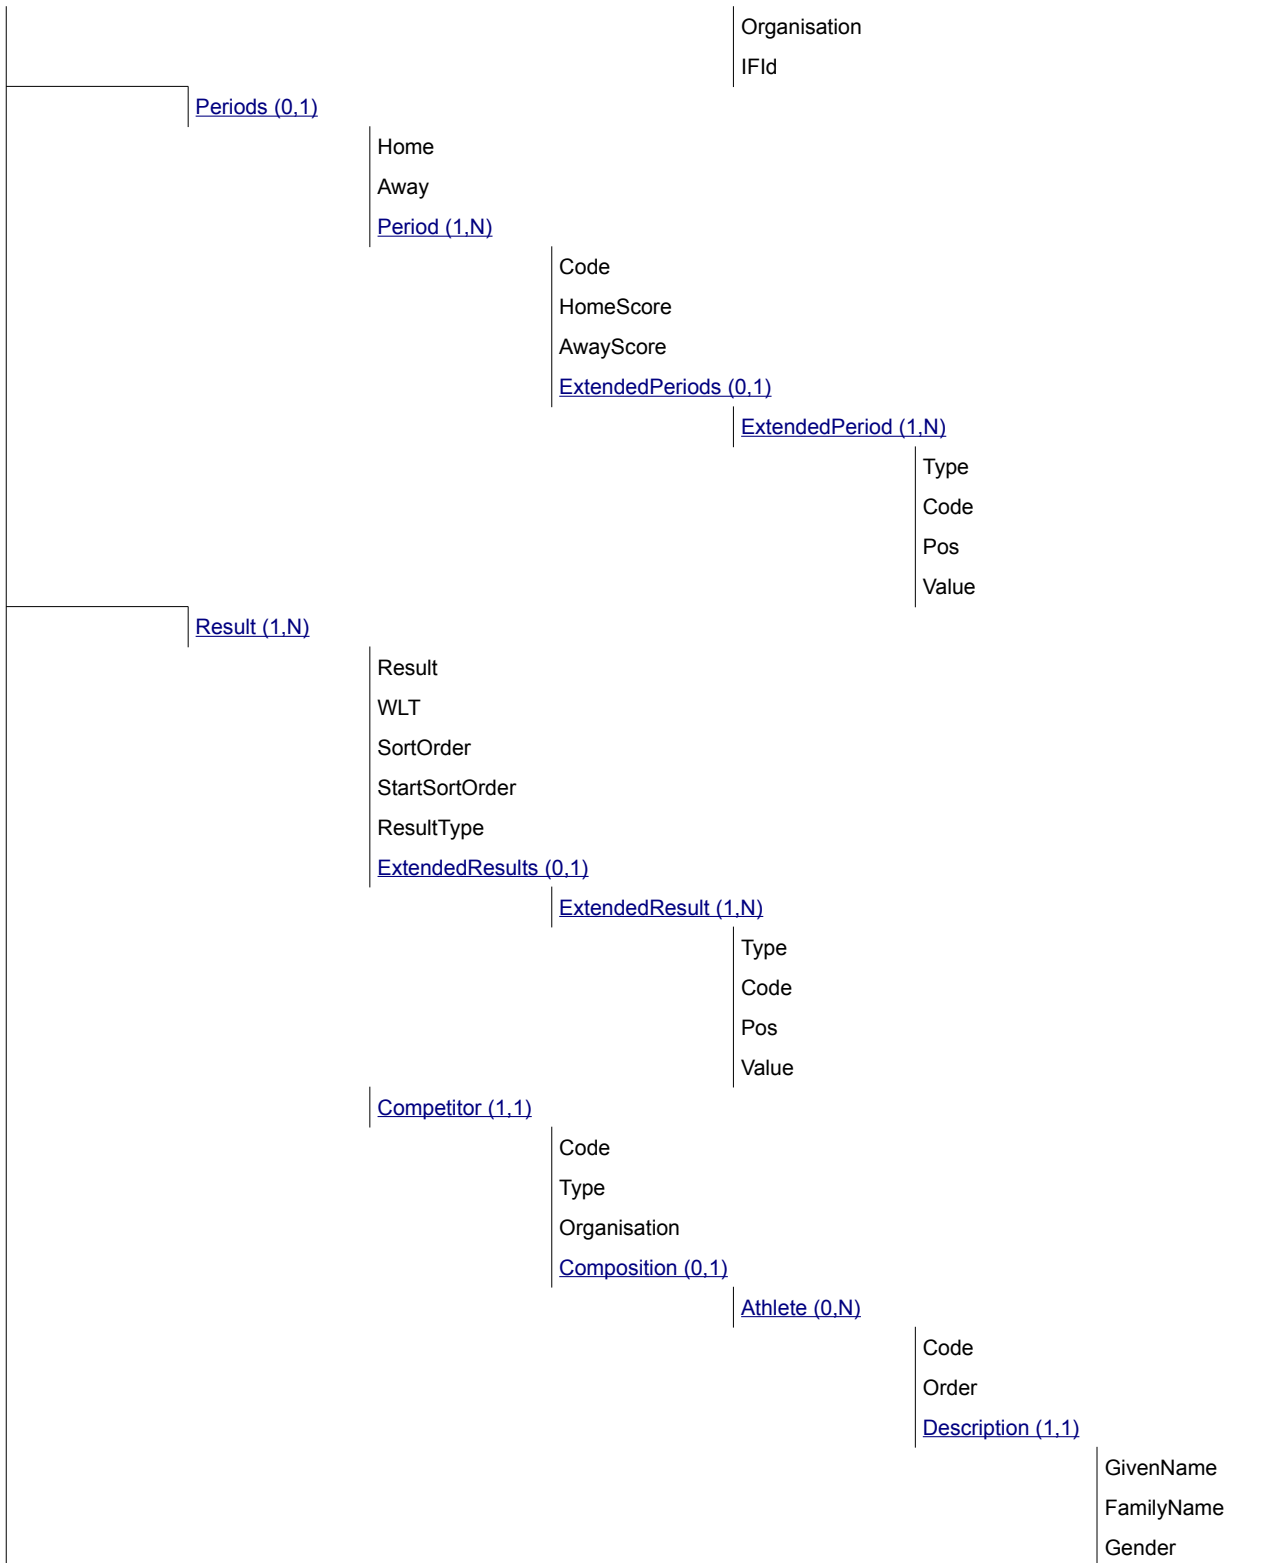 Organisation
IFId
Periods (0,1)
Home
Away
Period (1,N)
Code
HomeScore
AwayScore
ExtendedPeriods (0,1)
ExtendedPeriod (1,N)
Type
Code
Pos
Value
Result (1,N)
Result
WLT
SortOrder
StartSortOrder
ResultType
ExtendedResults (0,1)
ExtendedResult (1,N)
Type
Code
Pos
Value
Competitor (1,1)
Code
Type
Organisation
Composition (0,1)
Athlete (0,N)
Code
Order
Description (1,1)
GivenName
FamilyName
Gender